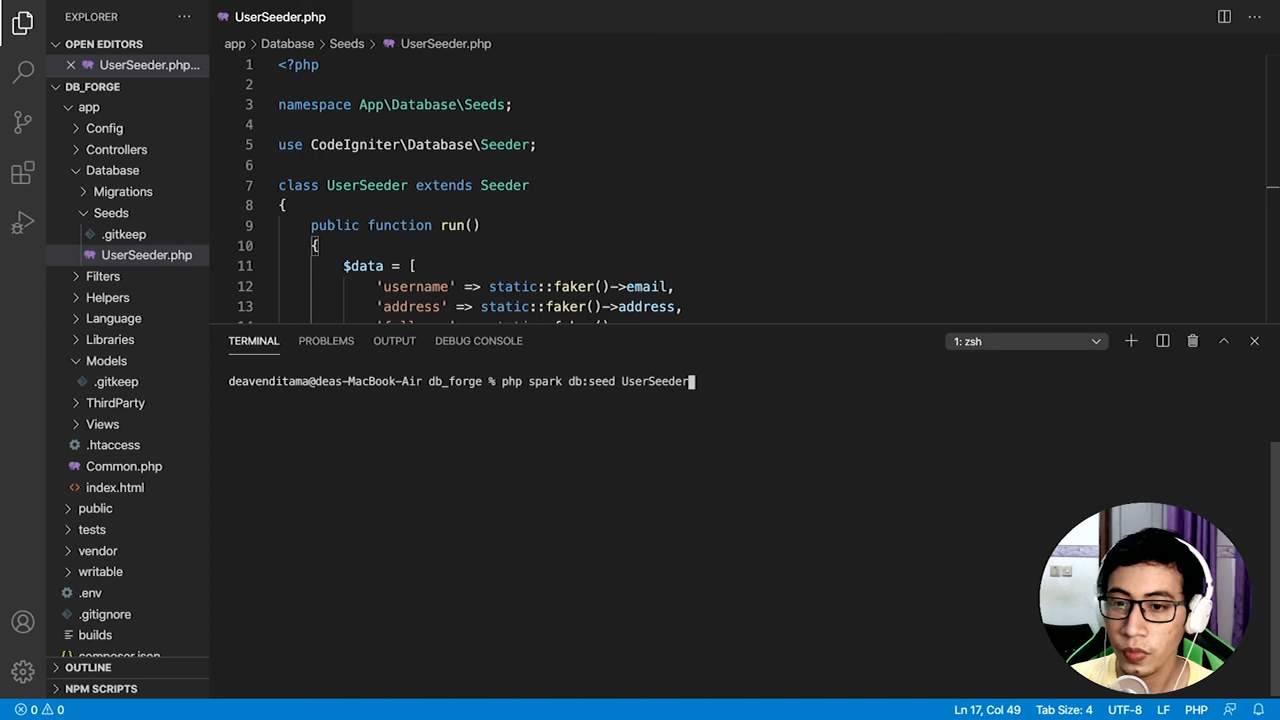 EXPLORER
OPEN EDITORS
UserSeeder.php...
DB_FORGE
app
Config
Controllers
Database
Migrations
Seeds
.gitkeep
UserSeeder.php
Filters
Helpers
Language
Libraries
Models
.gitkeep
ThirdParty
Views
.htaccess
Common.php
index.html
public
tests
vendor
writable
.env
.gitignore
builds
composer.json
OUTLINE
NPM SCRIPTS
UserSeeder.php
app > Database > Seeds > UserSeeder.php
1 <?php
2
3 namespace App\Database\Seeds;
4
5 use CodeIgniter\Database\Seeder;
6
7 class UserSeeder extends Seeder
8 {
9 public function run()
10 {
11 $data = [
12 'username' => static::faker()->email,
13 'address' => static::faker()->address,
TERMINAL PROBLEMS OUTPUT DEBUG CONSOLE 1: zsh
deavenditama@deas-MacBook-Air db_forge % php spark db:seed UserSeeder
0 0 Ln 17, Col 49 Tab Size: 4 UTF-8 LF PHP